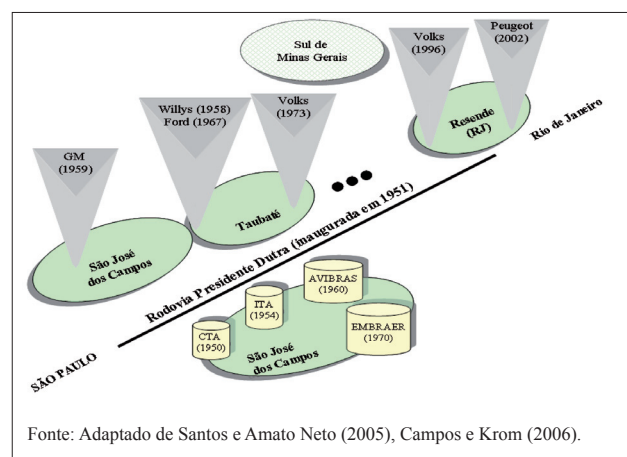 Sul de
Minas Gerais
Volks
(1996)
Peugeot
(2002)
Willys (1958)
Ford (1967)
Volks
(1973)
GM
(1959)
Resende
(RJ)
Rio de Janeiro
Taubaté
São José
dos Campos
Rodovia Presidente Dutra (inaugurada em 1951)
AVIBRAS
(1960)
ITA
(1954)
EMBRAER
(1970)
CTA
(1950)
São José
dos Campos
SÃO PAULO
Fonte: Adaptado de Santos e Amato Neto (2005), Campos e Krom (2006).